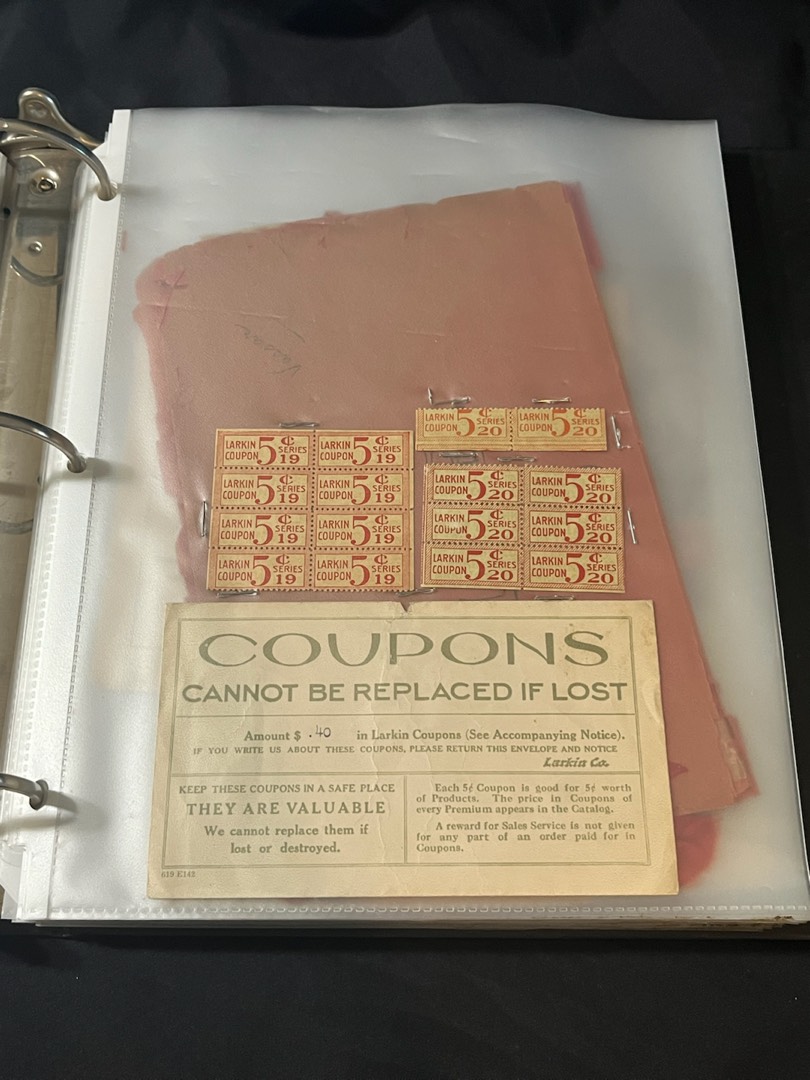 LARKIN COUPON 5¢ SERIES 20 LARKIN COUPON 5¢ SERIES 20
LARKIN COUPON 5¢ SERIES 19 LARKIN COUPON 5¢ SERIES 19
LARKIN COUPON 5¢ SERIES 19 LARKIN COUPON 5¢ SERIES 19
LARKIN COUPON 5¢ SERIES 19 LARKIN COUPON 5¢ SERIES 19
LARKIN COUPON 5¢ SERIES 19 LARKIN COUPON 5¢ SERIES 19
LARKIN COUPON 5¢ SERIES 20 LARKIN COUPON 5¢ SERIES 20
LARKIN COUPON 5¢ SERIES 20 LARKIN COUPON 5¢ SERIES 20
LARKIN COUPON 5¢ SERIES 20 LARKIN COUPON 5¢ SERIES 20
COUPONS
CANNOT BE REPLACED IF LOST
Amount $ .40 in Larkin Coupons (See Accompanying Notice).
IF YOU WRITE US ABOUT THESE COUPONS, PLEASE RETURN THIS ENVELOPE AND NOTICE
Larkin Co.
KEEP THESE COUPONS IN A SAFE PLACE
THEY ARE VALUABLE
We cannot replace them if
lost or destroyed.
Each 5¢ Coupon is good for 5¢ worth
of Products. The price in Coupons of
every Premium appears in the Catalog.
A reward for Sales Service is not given
for any part of an order paid for in
Coupons.
619 E142